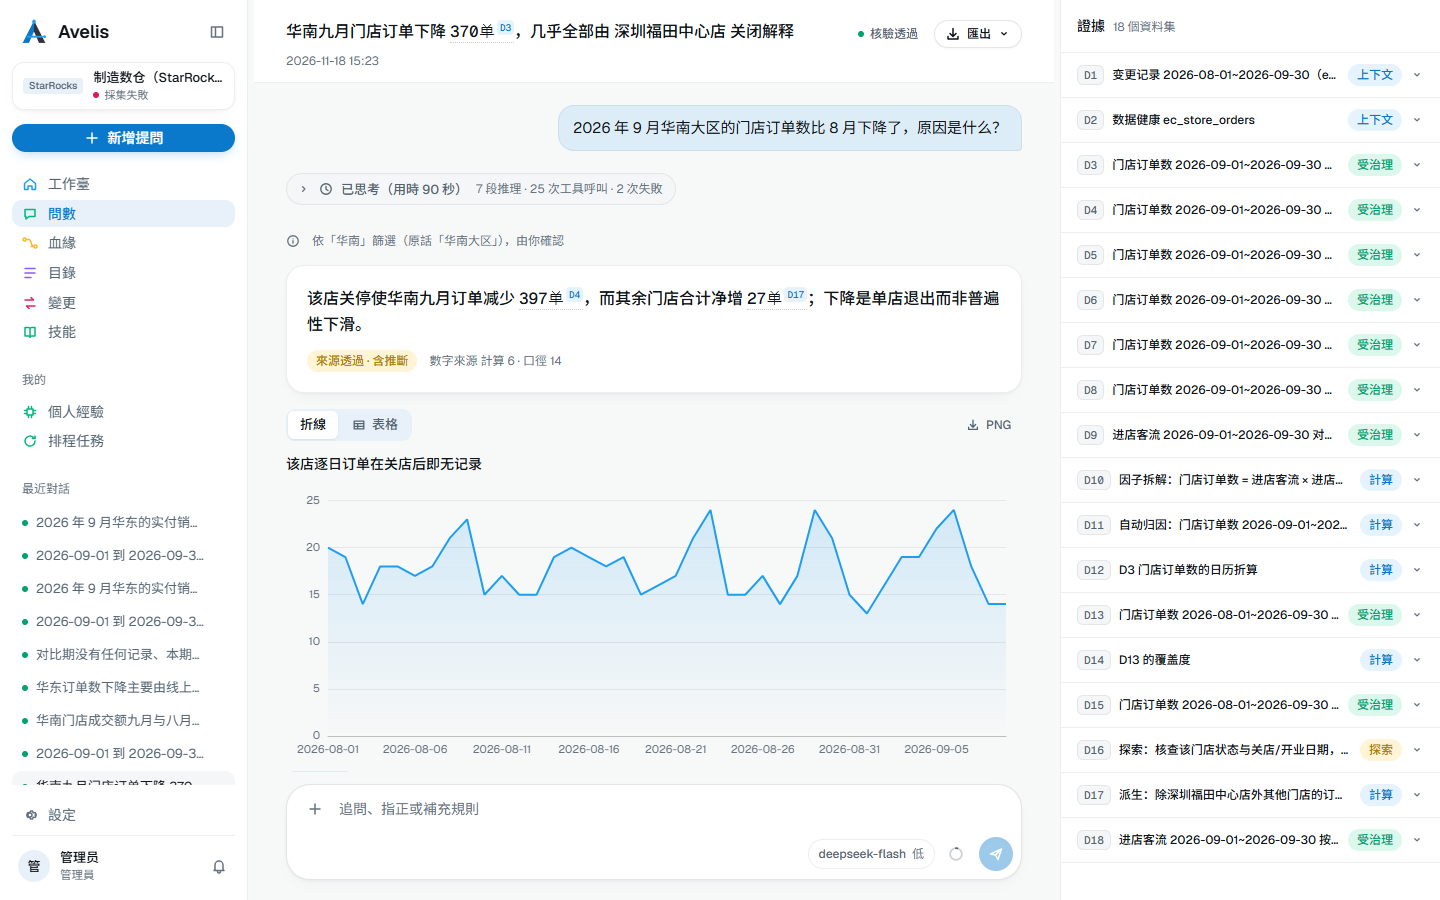 Avelis
StarRocks
制造数仓（StarRock...
採集失敗
新增提問
工作臺
問數
血緣
目錄
變更
技能
我的
個人經驗
排程任務
最近對話
2026 年 9 月华东的实付销...
2026-09-01 到 2026-09-3...
2026 年 9 月华东的实付销...
2026-09-01 到 2026-09-3...
对比期没有任何记录、本期...
华东订单数下降主要由线上...
华南门店成交额九月与八月...
2026-09-01 到 2026-09-3...
华南九月门店订单下降 370
設定
管
管理员
管理員
华南九月门店订单下降 370单 D3，几乎全部由 深圳福田中心店 关闭解释
2026-11-18 15:23
核驗透過
匯出
2026 年 9 月华南大区的门店订单数比 8 月下降了，原因是什么？
已思考（用時 90 秒） 7 段推理 · 25 次工具呼叫 · 2 次失敗
依「华南」篩選（原話「华南大区」），由你確認
该店关停使华南九月订单减少 397单 D4，而其余门店合计净增 27单 D17；下降是单店退出而非普遍
性下滑。
來源透過 · 含推斷 數字來源 計算 6 · 口徑 14
折線
表格
PNG
该店逐日订单在关店后即无记录
25
20
15
10
5
0
2026-08-01 2026-08-06 2026-08-11 2026-08-16 2026-08-21 2026-08-26 2026-08-31 2026-09-05
追問、指正或補充規則
deepseek-flash 低
證據 18 個資料集
D1 变更记录 2026-08-01~2026-09-30（e... 上下文
D2 数据健康 ec_store_orders 上下文
D3 门店订单数 2026-09-01~2026-09-30 ... 受治理
D4 门店订单数 2026-09-01~2026-09-30 ... 受治理
D5 门店订单数 2026-09-01~2026-09-30 ... 受治理
D6 门店订单数 2026-09-01~2026-09-30 ... 受治理
D7 门店订单数 2026-09-01~2026-09-30 ... 受治理
D8 门店订单数 2026-09-01~2026-09-30 ... 受治理
D9 进店客流 2026-09-01~2026-09-30 对... 受治理
D10 因子拆解：门店订单数 = 进店客流 × 进店... 計算
D11 自动归因：门店订单数 2026-09-01~202... 計算
D12 D3 门店订单数的日历折算 計算
D13 门店订单数 2026-08-01~2026-09-30 ... 受治理
D14 D13 的覆盖度 計算
D15 门店订单数 2026-08-01~2026-09-30 ... 受治理
D16 探索：核查该门店状态与关店/开业日期，... 探索
D17 派生：除深圳福田中心店外其他门店的订... 計算
D18 进店客流 2026-09-01~2026-09-30 按... 受治理